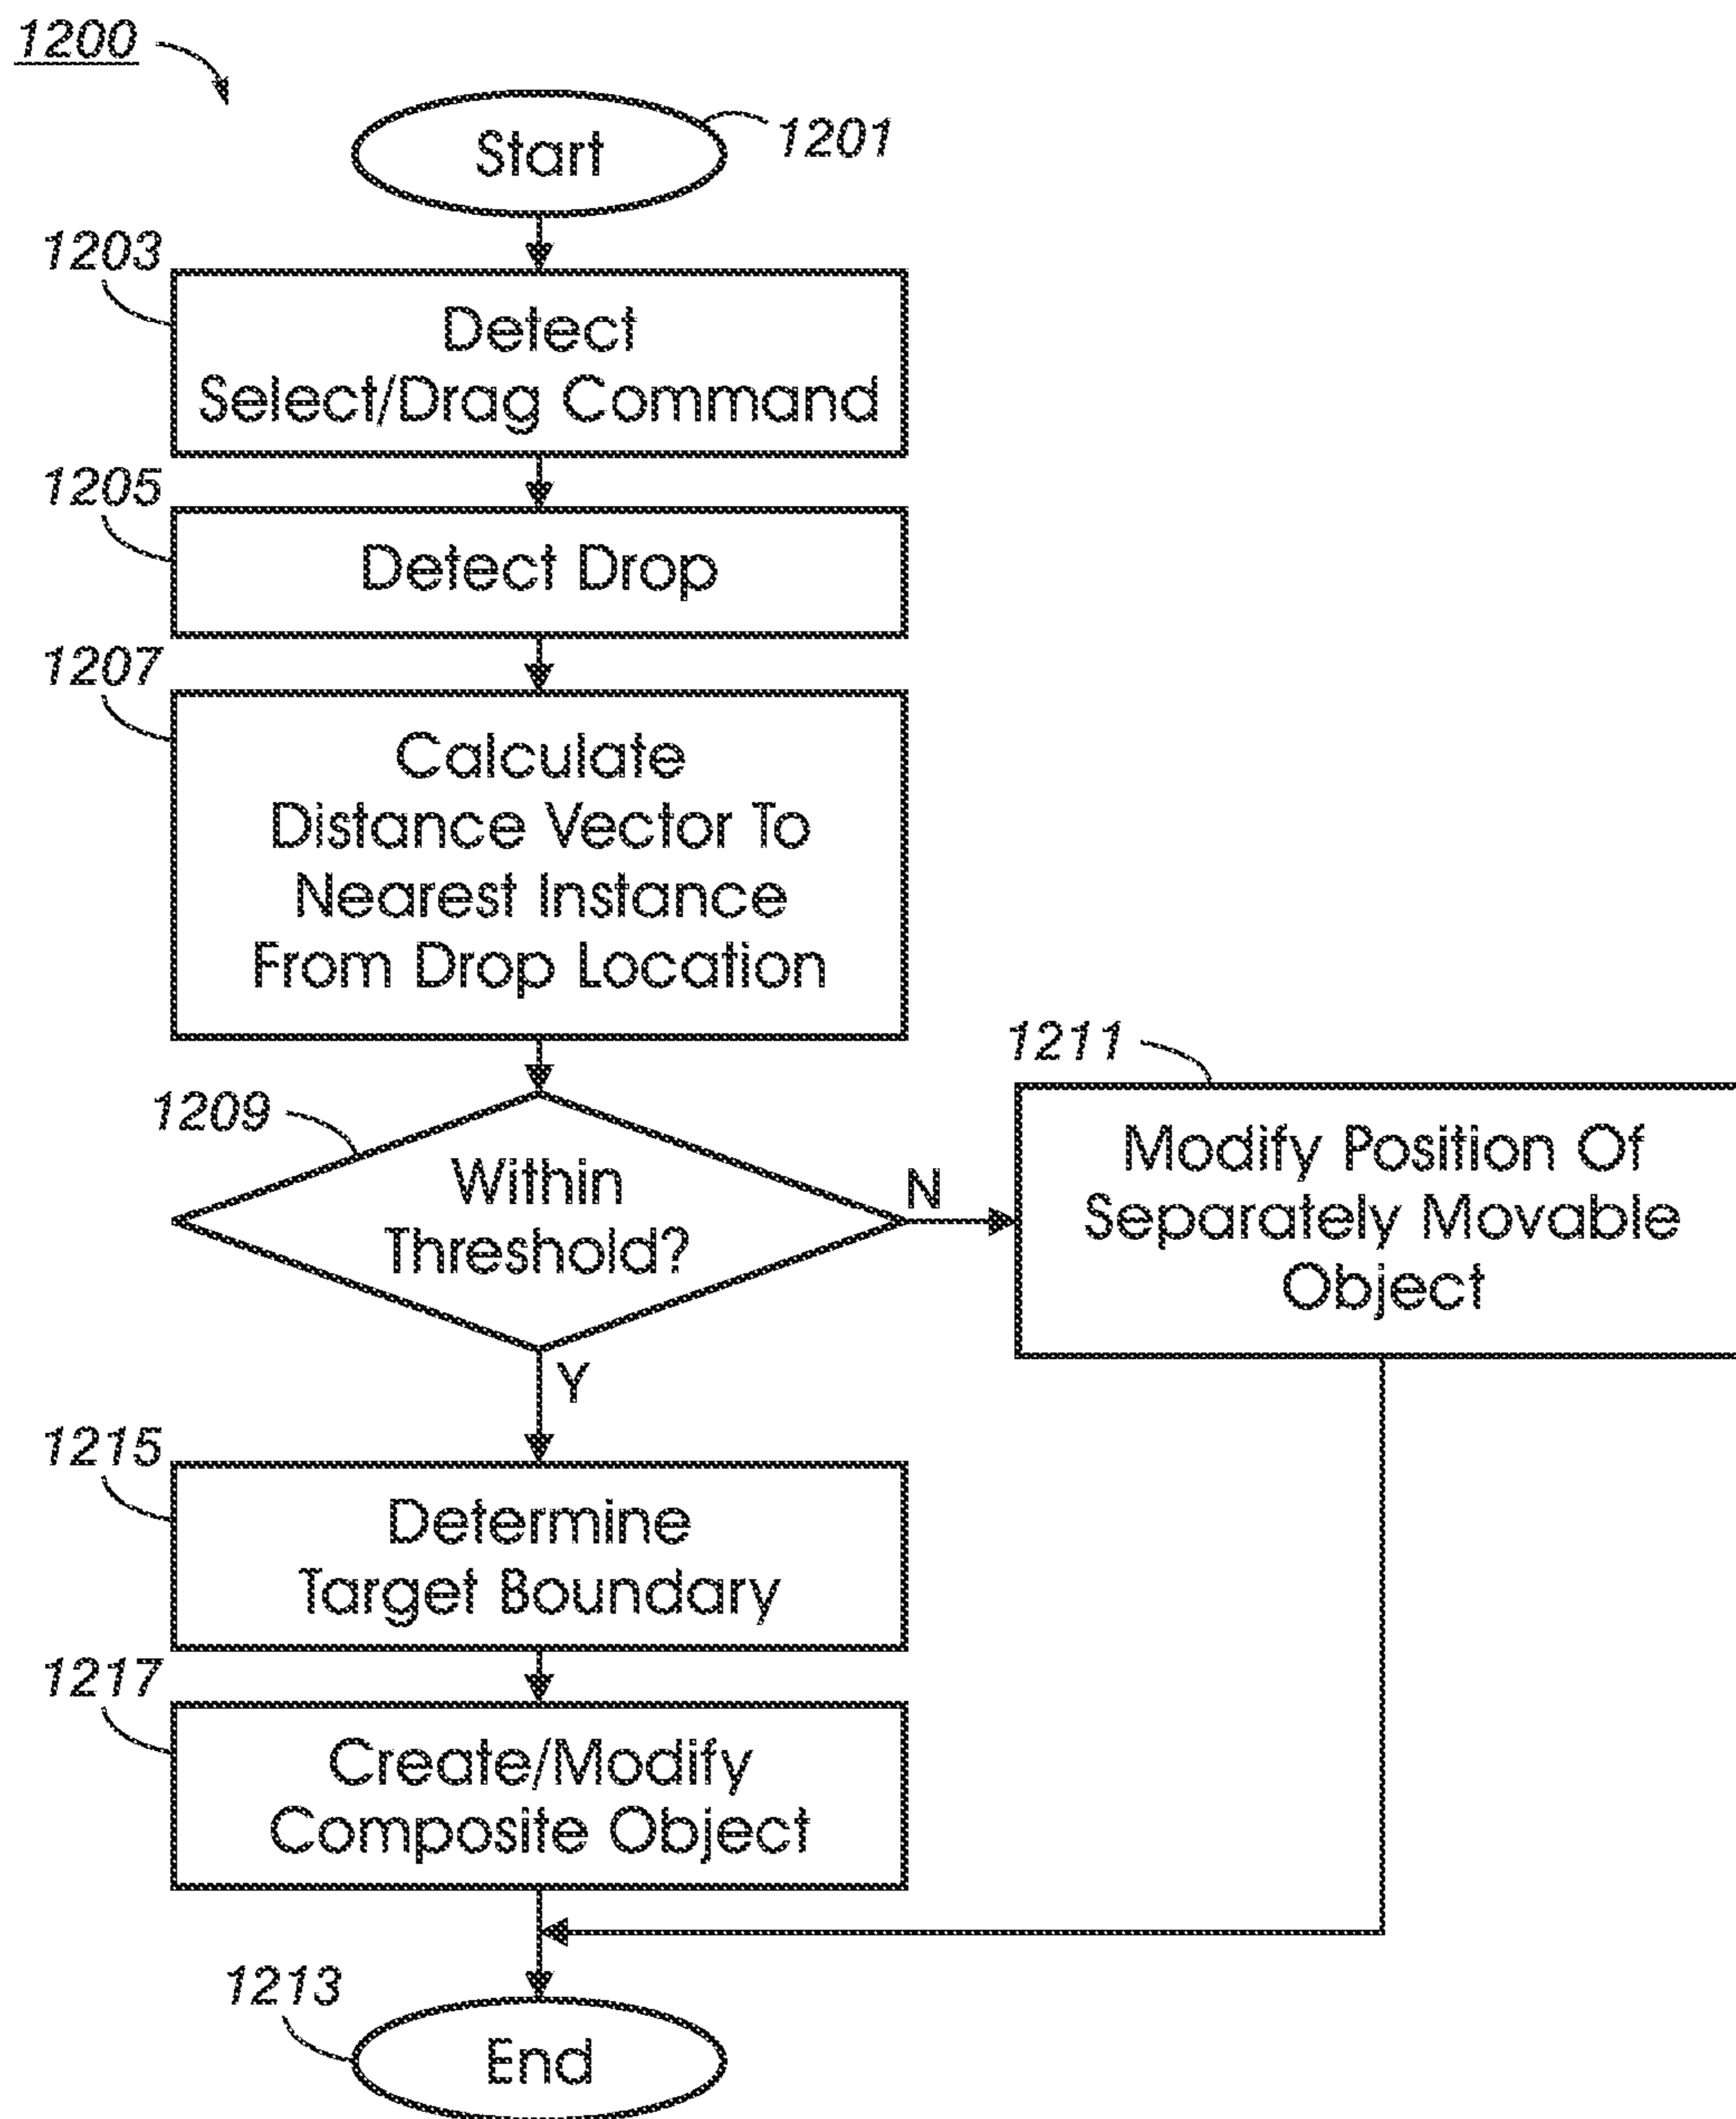 1200
Start
1201
1203
Detect
Select/Drag Command
1205
Detect Drop
1207
Calculate
Distance Vector To
Nearest Instance
From Drop Location
1209
Within
Threshold?
N
Y
1211
Modify Position Of
Separately Movable
Object
1215
Determine
Target Boundary
1217
Create/Modify
Composite Object
1213
End